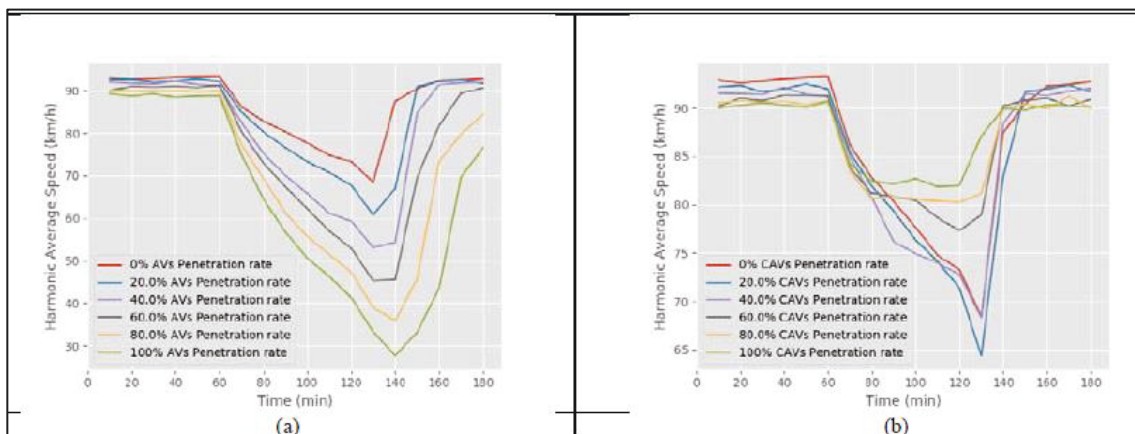 Harmonic Average Speed (km/h)
90
80
70
60
50
40
30
0% AVs Penetration rate
20.0% AVs Penetration rate
40.0% AVs Penetration rate
60.0% AVs Penetration rate
80.0% AVs Penetration rate
100% AVs Penetration rate
0 20 40 60 80 100 120 140 160 180
Time (min)
(a)
Harmonic Average Speed (km/h)
90
85
80
75
70
65
0% CAVs Penetration rate
20.0% CAVs Penetration rate
40.0% CAVs Penetration rate
60.0% CAVs Penetration rate
80.0% CAVs Penetration rate
100% CAVs Penetration rate
0 20 40 60 80 100 120 140 160 180
Time (min)
(b)